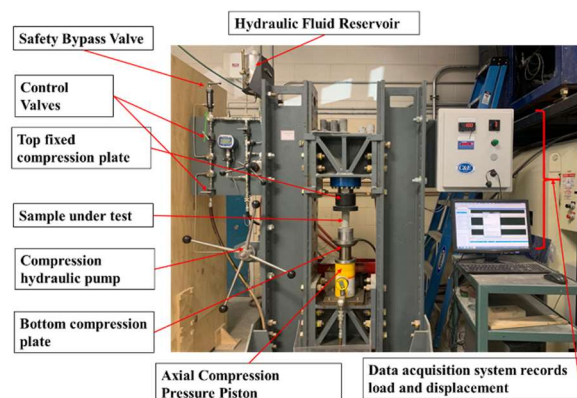 Hydraulic Fluid Reservoir
Safety Bypass Valve
Control
Valves
Top fixed
compression plate
Sample under test
Compression
hydraulic pump
Bottom compression
plate
Axial Compression
Pressure Piston
Data acquisition system records
load and displacement